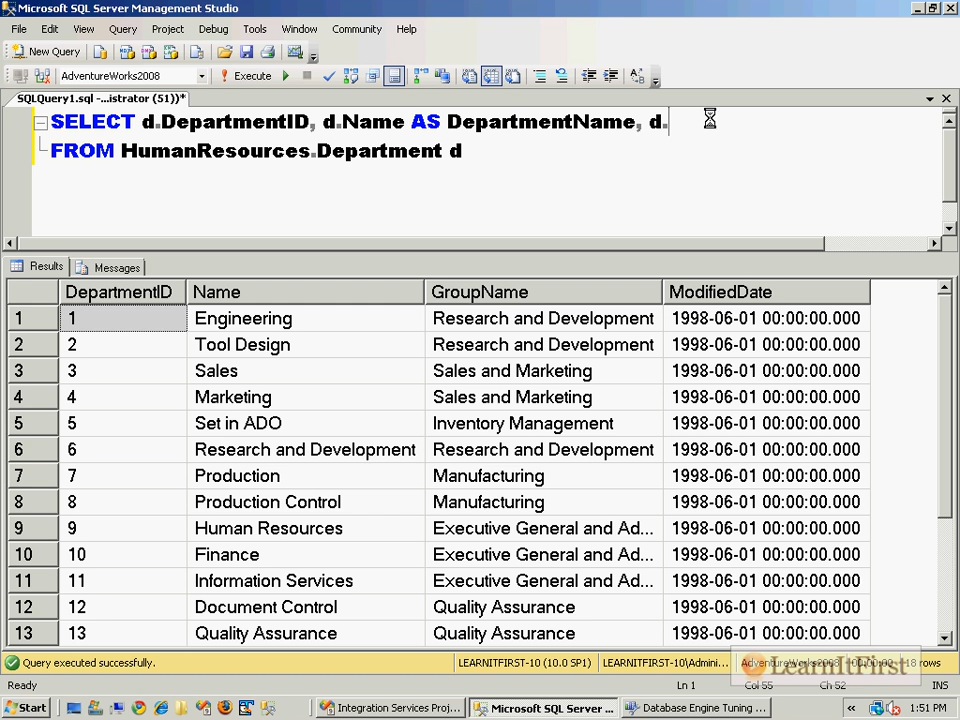 Microsoft SQL Server Management Studio
File Edit View Query Project Debug Tools Window Community Help
New Query
AdventureWorks2008 Execute
SQLQuery1.sql -...istrator (51))*
SELECT d.DepartmentID, d.Name AS DepartmentName, d.
FROM HumanResources.Department d
Results Messages
DepartmentID Name GroupName ModifiedDate
1 1 Engineering Research and Development 1998-06-01 00:00:00.000
2 2 Tool Design Research and Development 1998-06-01 00:00:00.000
3 3 Sales Sales and Marketing 1998-06-01 00:00:00.000
4 4 Marketing Sales and Marketing 1998-06-01 00:00:00.000
5 5 Set in ADO Inventory Management 1998-06-01 00:00:00.000
6 6 Research and Development Research and Development 1998-06-01 00:00:00.000
7 7 Production Manufacturing 1998-06-01 00:00:00.000
8 8 Production Control Manufacturing 1998-06-01 00:00:00.000
9 9 Human Resources Executive General and Ad... 1998-06-01 00:00:00.000
10 10 Finance Executive General and Ad... 1998-06-01 00:00:00.000
11 11 Information Services Executive General and Ad... 1998-06-01 00:00:00.000
12 12 Document Control Quality Assurance 1998-06-01 00:00:00.000
13 13 Quality Assurance Quality Assurance 1998-06-01 00:00:00.000
Query executed successfully. LEARNITFIRST-10 (10.0 SP1) LEARNITFIRST-10\Admini... AdventureWorks2008 00:00:00 18 rows
LearnItFirst
Ready Ln 1 Col 55 Ch 52 INS
Start Integration Services Proj... Microsoft SQL Server ... Database Engine Tuning ... « 1:51 PM